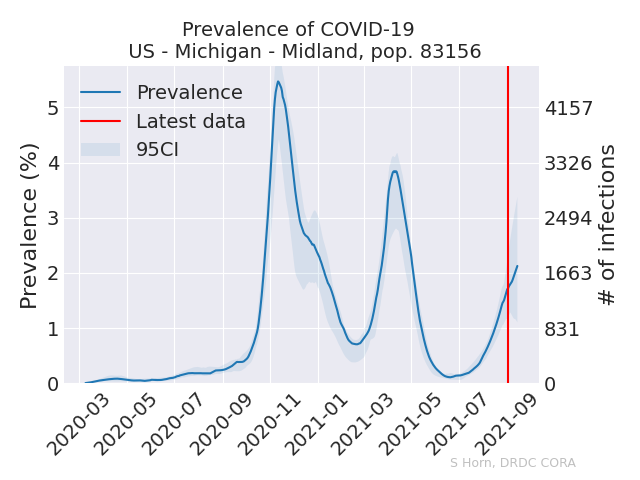 Prevalence of COVID-19
US - Michigan - Midland, pop. 83156
Prevalence
Latest data
95CI
Prevalence (%)
5
4
3
2
1
0
4157
3326
2494
1663
831
0
# of infections
2020-03
2020-05
2020-07
2020-09
2020-11
2021-01
2021-03
2021-05
2021-07
2021-09
S Horn, DRDC CORA